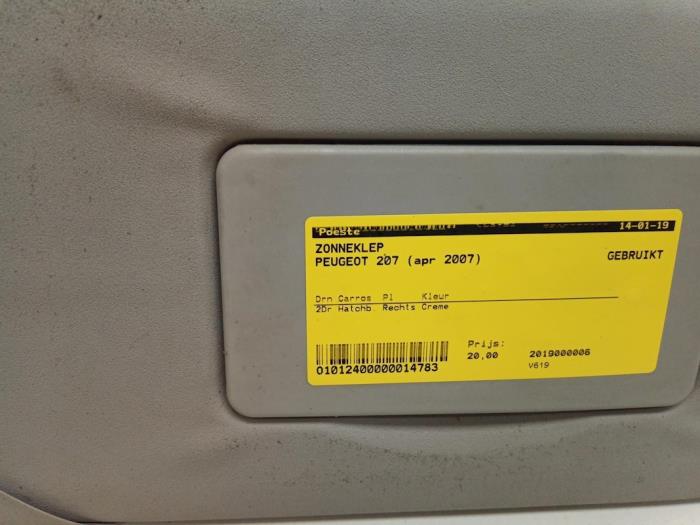 Poeste 14-01-19
ZONNEKLEP
PEUGEOT 207 (apr 2007) GEBRUIKT
Drn Carros Pl Kleur
2Dr Hatchb. Rechts Creme
Prijs:
01012400000014783 20,00 2019000006
V619